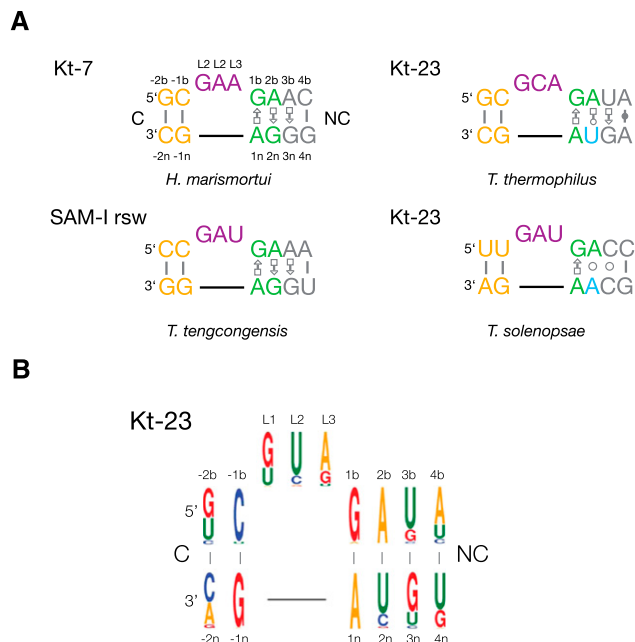 A
Kt-7
L2 L2 L3
-2b -1b GAA 1b 2b 3b 4b
5‘ GC GAAC
C NC
3‘ CG AGGG
-2n -1n 1n 2n 3n 4n
H. marismortui
Kt-23
GCA
5‘ GC GAUA
3‘ CG AUGA
T. thermophilus
SAM-I rsw
GAU
5‘ CC GAAA
3‘ GG AGGU
T. tengcongensis
Kt-23
GAU
5‘ UU GACC
3‘ AG AACG
T. solenopsae
B
Kt-23
L1 L2 L3
G U A
U C G
-2b -1b 1b 2b 3b 4b
5’ G C G A U A
U G U
C NC
3’ C G A U G U
A C U G
-2n -1n 1n 2n 3n 4n